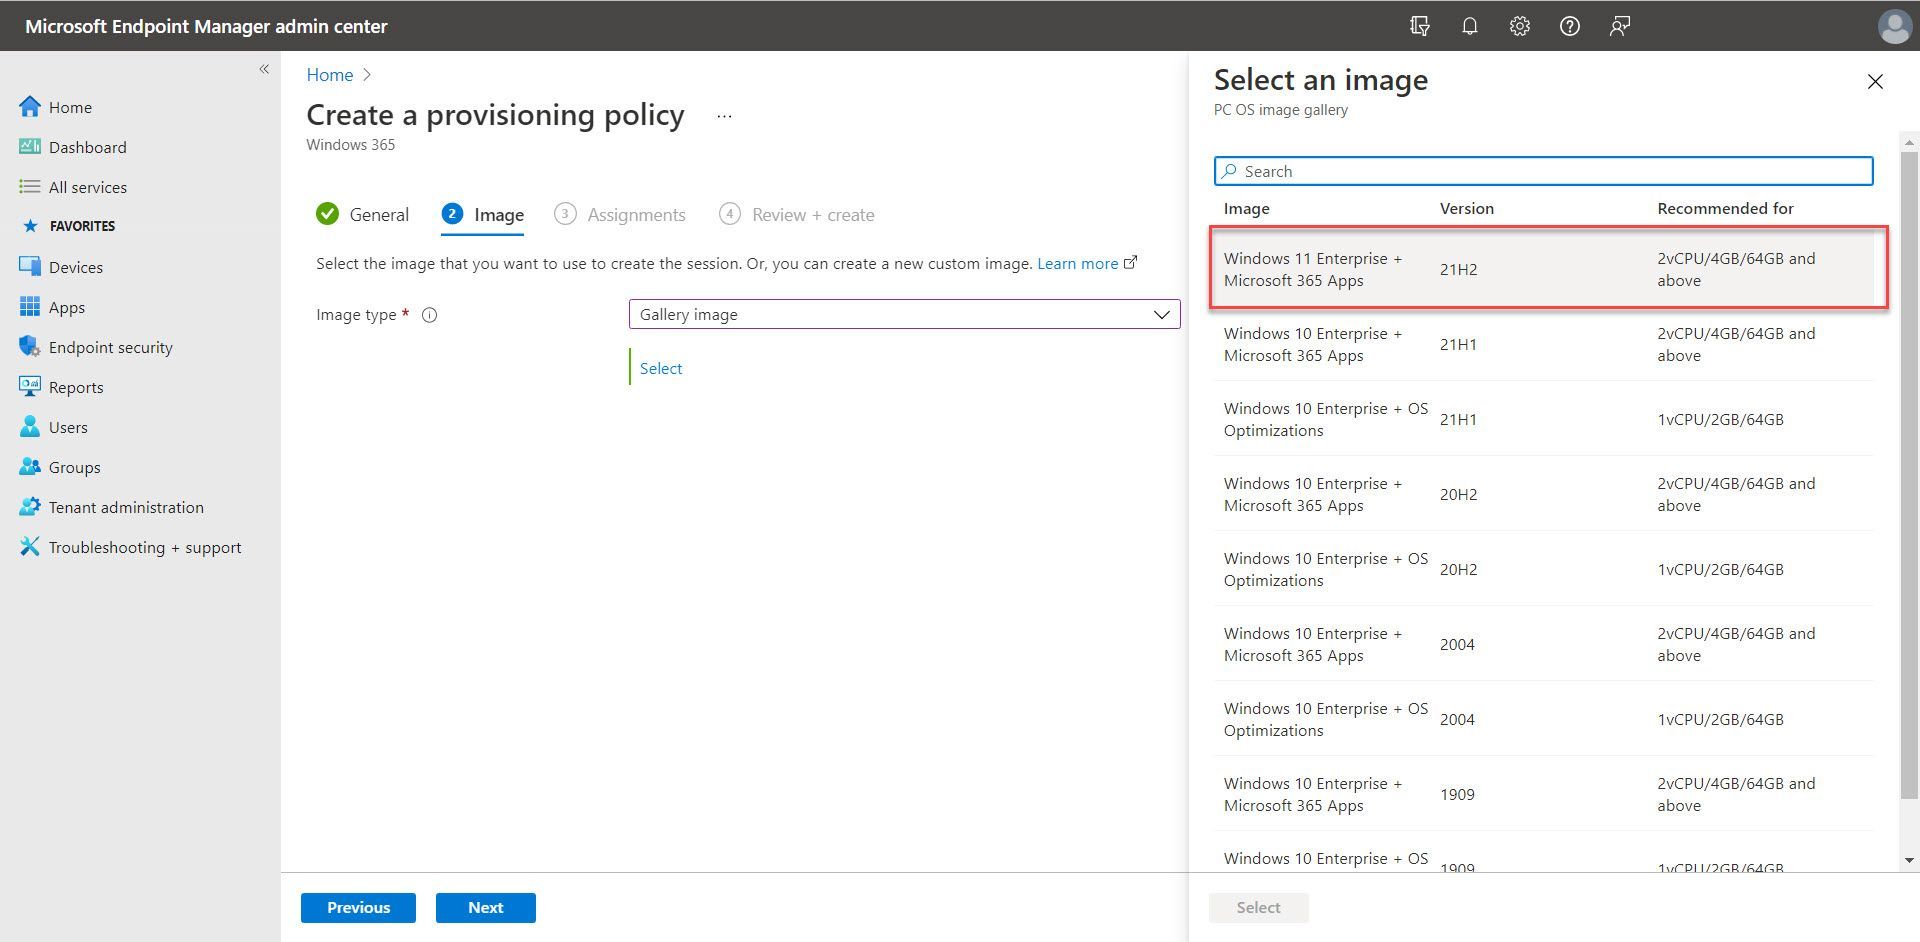 Microsoft Endpoint Manager admin center
Home
Dashboard
All services
FAVORITES
Devices
Apps
Endpoint security
Reports
Users
Groups
Tenant administration
Troubleshooting + support
Home
Create a provisioning policy
...
Windows 365
General
2 Image
3 Assignments
4 Review + create
Select the image that you want to use to create the session. Or, you can create a new custom image. Learn more
Image type *
Gallery image
Select
Previous
Next
Select an image
PC OS image gallery
Search
Image Version Recommended for
Windows 11 Enterprise +
Microsoft 365 Apps
21H2
2vCPU/4GB/64GB and
above
Windows 10 Enterprise +
Microsoft 365 Apps
21H1
2vCPU/4GB/64GB and
above
Windows 10 Enterprise + OS
Optimizations
21H1
1vCPU/2GB/64GB
Windows 10 Enterprise +
Microsoft 365 Apps
20H2
2vCPU/4GB/64GB and
above
Windows 10 Enterprise + OS
Optimizations
20H2
1vCPU/2GB/64GB
Windows 10 Enterprise +
Microsoft 365 Apps
2004
2vCPU/4GB/64GB and
above
Windows 10 Enterprise + OS
Optimizations
2004
1vCPU/2GB/64GB
Windows 10 Enterprise +
Microsoft 365 Apps
1909
2vCPU/4GB/64GB and
above
Windows 10 Enterprise + OS
1909
1vCPU/2GB/64GB
Select